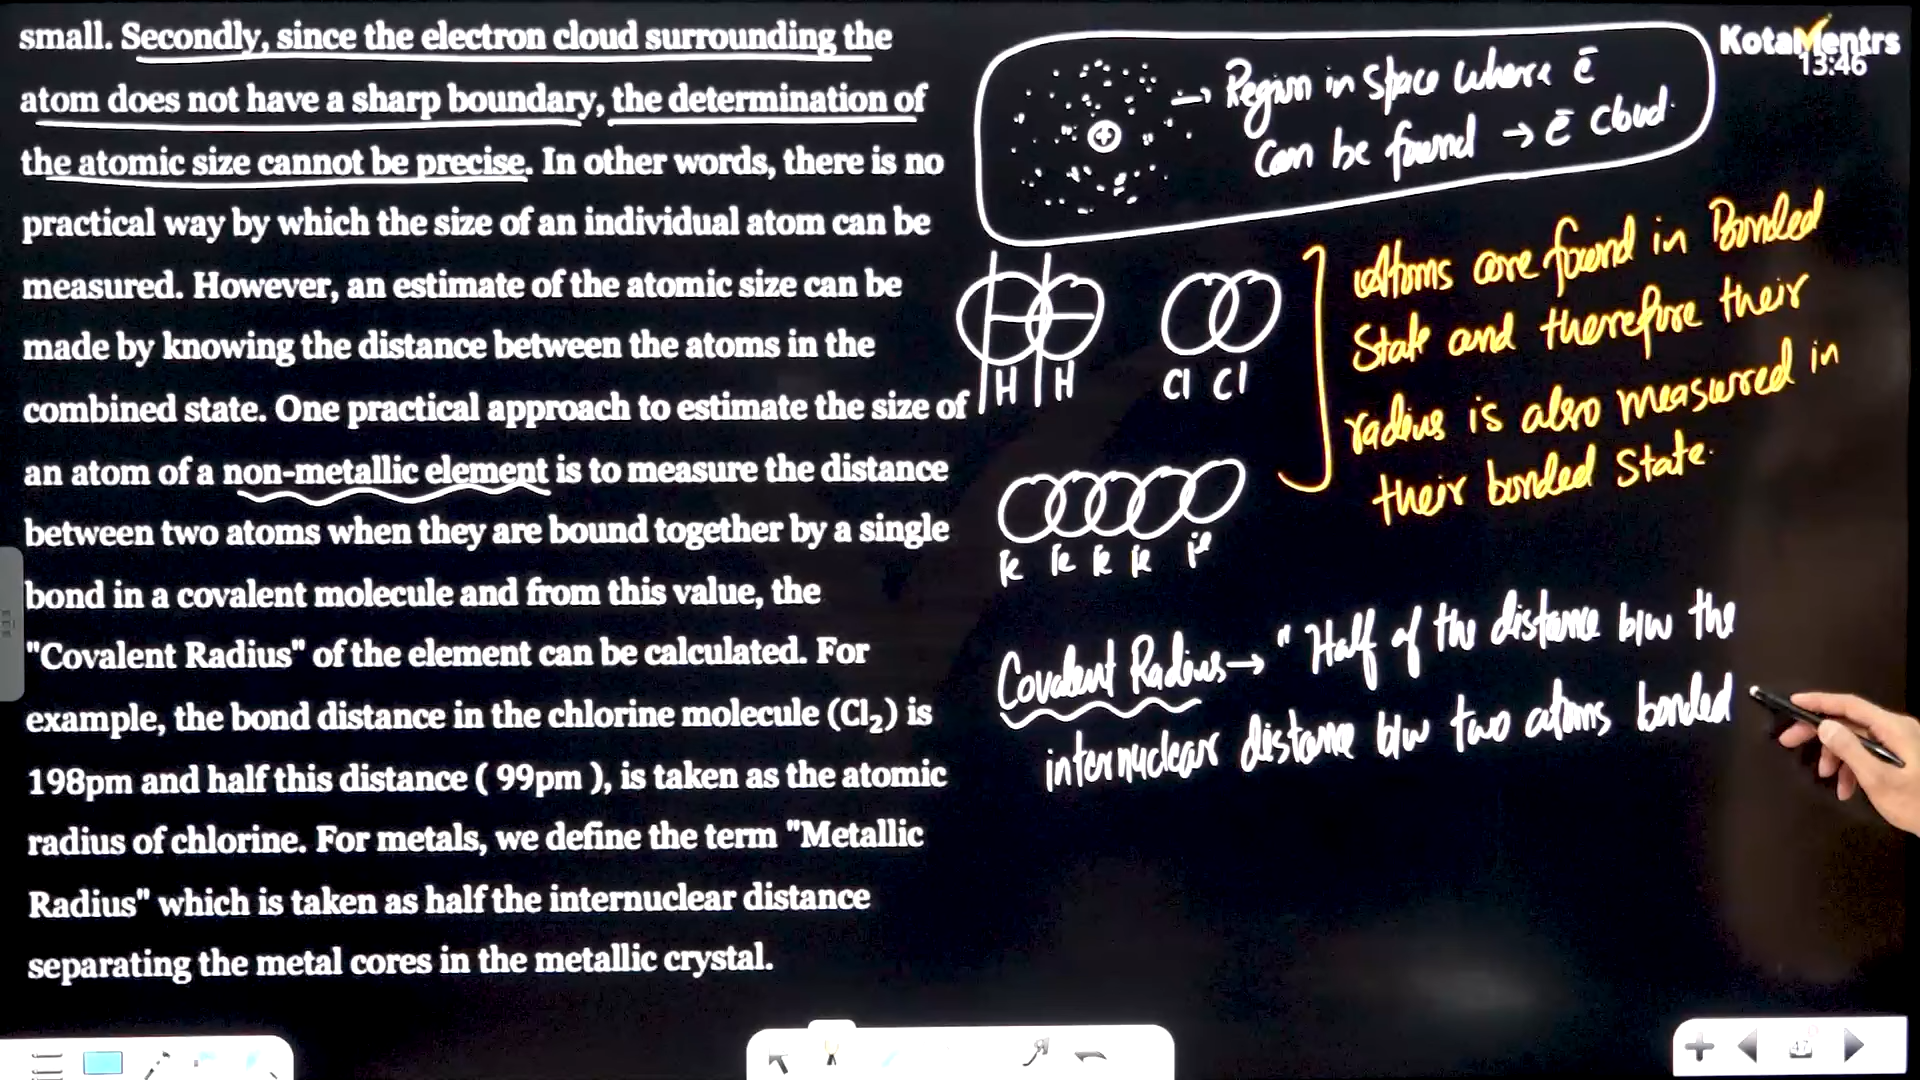 small. Secondly, since the electron cloud surrounding the
atom does not have a sharp boundary, the determination of
the atomic size cannot be precise. In other words, there is no
practical way by which the size of an individual atom can be
measured. However, an estimate of the atomic size can be
made by knowing the distance between the atoms in the
combined state. One practical approach to estimate the size of
an atom of a non-metallic element is to measure the distance
between two atoms when they are bound together by a single
bond in a covalent molecule and from this value, the
"Covalent Radius" of the element can be calculated. For
example, the bond distance in the chlorine molecule (Cl₂) is
198pm and half this distance ( 99pm ), is taken as the atomic
radius of chlorine. For metals, we define the term "Metallic
Radius" which is taken as half the internuclear distance
separating the metal cores in the metallic crystal.
KotaMentrs
13:46
+
→ Region in space where ē
can be found → ē cloud.
H H
Cl Cl
Atoms are found in Bonded
State and therefore their
radius is also measured in
their bonded state.
Covalent Radius → " Half of the distance b/w the
internuclear distance b/w two atoms bonded